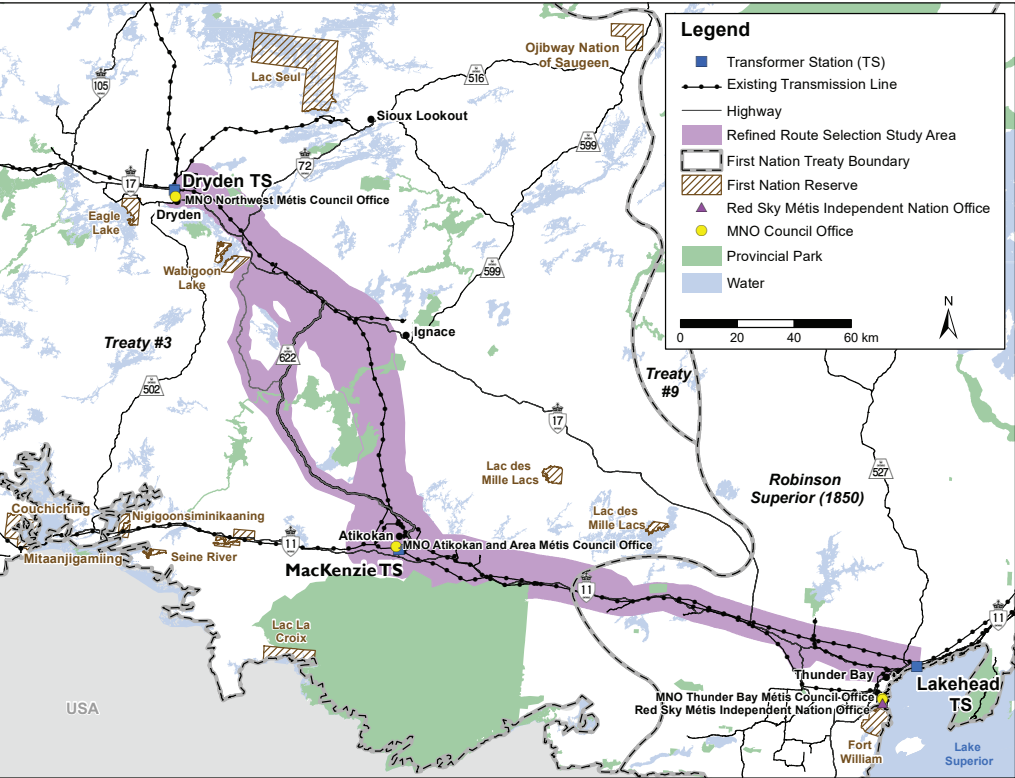 Legend
Transformer Station (TS)
Existing Transmission Line
Highway
Refined Route Selection Study Area
First Nation Treaty Boundary
First Nation Reserve
Red Sky Métis Independent Nation Office
MNO Council Office
Provincial Park
Water
N
0 20 40 60 km
Ojibway Nation
of Saugeen
Lac Seul
516
105
Sioux Lookout
599
72
17
Dryden TS
MNO Northwest Métis Council Office
Dryden
Eagle
Lake
Wabigoon
Lake
599
Ignace
Treaty #3
622
502
Treaty
#9
17
527
Robinson
Superior (1850)
Lac des
Mille Lacs
Lac des
Mille Lacs
Couchiching
Nigigoonsiminikaaning
Atikokan
MNO Atikokan and Area Métis Council Office
11
Mitaanjigamiing
Seine River
MacKenzie TS
11
11
Lac La
Croix
Thunder Bay
Lakehead
TS
MNO Thunder Bay Métis Council Office
Red Sky Métis Independent Nation Office
USA
Fort
William
Lake
Superior